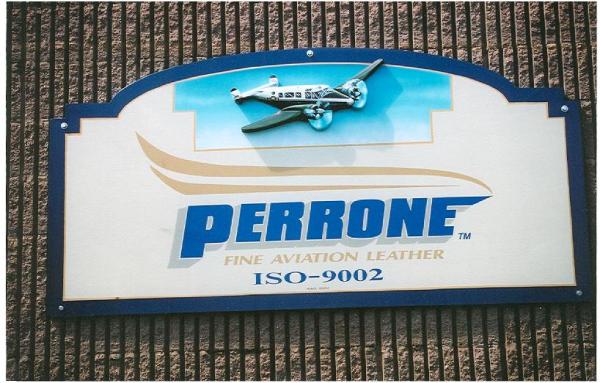 PERRONE™
FINE AVIATION LEATHER
ISO-9002